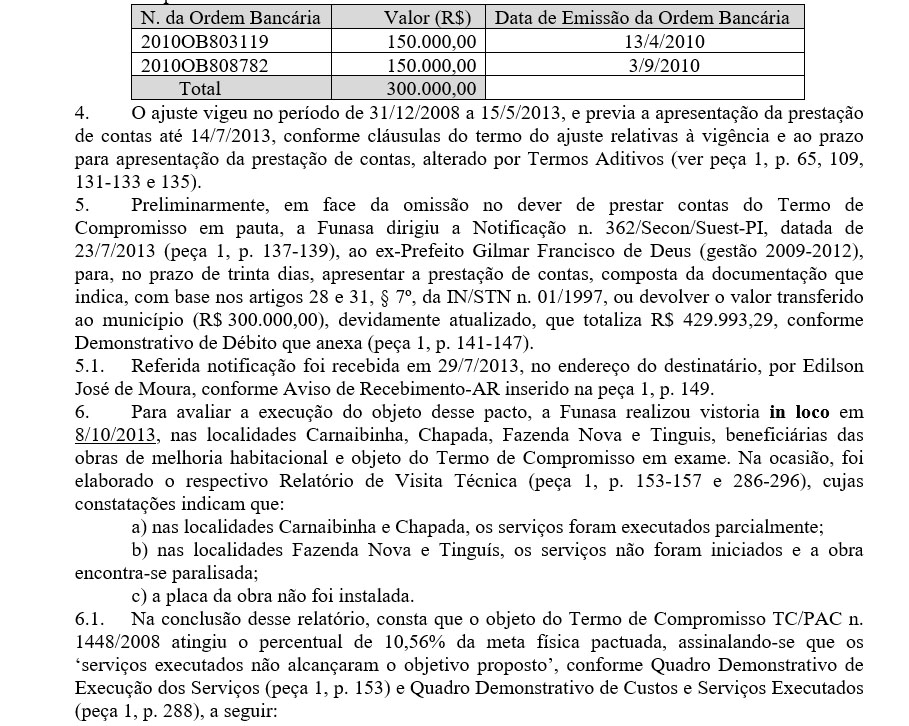 N. da Ordem Bancária Valor (R$) Data de Emissão da Ordem Bancária
2010OB803119 150.000,00 13/4/2010
2010OB808782 150.000,00 3/9/2010
Total 300.000,00
4. O ajuste vigeu no período de 31/12/2008 a 15/5/2013, e previa a apresentação da prestação
de contas até 14/7/2013, conforme cláusulas do termo do ajuste relativas à vigência e ao prazo
para apresentação da prestação de contas, alterado por Termos Aditivos (ver peça 1, p. 65, 109,
131-133 e 135).
5. Preliminarmente, em face da omissão no dever de prestar contas do Termo de
Compromisso em pauta, a Funasa dirigiu a Notificação n. 362/Secon/Suest-PI, datada de
23/7/2013 (peça 1, p. 137-139), ao ex-Prefeito Gilmar Francisco de Deus (gestão 2009-2012),
para, no prazo de trinta dias, apresentar a prestação de contas, composta da documentação que
indica, com base nos artigos 28 e 31, § 7º, da IN/STN n. 01/1997, ou devolver o valor transferido
ao município (R$ 300.000,00), devidamente atualizado, que totaliza R$ 429.993,29, conforme
Demonstrativo de Débito que anexa (peça 1, p. 141-147).
5.1. Referida notificação foi recebida em 29/7/2013, no endereço do destinatário, por Edilson
José de Moura, conforme Aviso de Recebimento-AR inserido na peça 1, p. 149.
6. Para avaliar a execução do objeto desse pacto, a Funasa realizou vistoria in loco em
8/10/2013, nas localidades Carnaibinha, Chapada, Fazenda Nova e Tinguis, beneficiárias das
obras de melhoria habitacional e objeto do Termo de Compromisso em exame. Na ocasião, foi
elaborado o respectivo Relatório de Visita Técnica (peça 1, p. 153-157 e 286-296), cujas
constatações indicam que:
a) nas localidades Carnaibinha e Chapada, os serviços foram executados parcialmente;
b) nas localidades Fazenda Nova e Tinguís, os serviços não foram iniciados e a obra
encontra-se paralisada;
c) a placa da obra não foi instalada.
6.1. Na conclusão desse relatório, consta que o objeto do Termo de Compromisso TC/PAC n.
1448/2008 atingiu o percentual de 10,56% da meta física pactuada, assinalando-se que os
‘serviços executados não alcançaram o objetivo proposto’, conforme Quadro Demonstrativo de
Execução dos Serviços (peça 1, p. 153) e Quadro Demonstrativo de Custos e Serviços Executados
(peça 1, p. 288), a seguir: